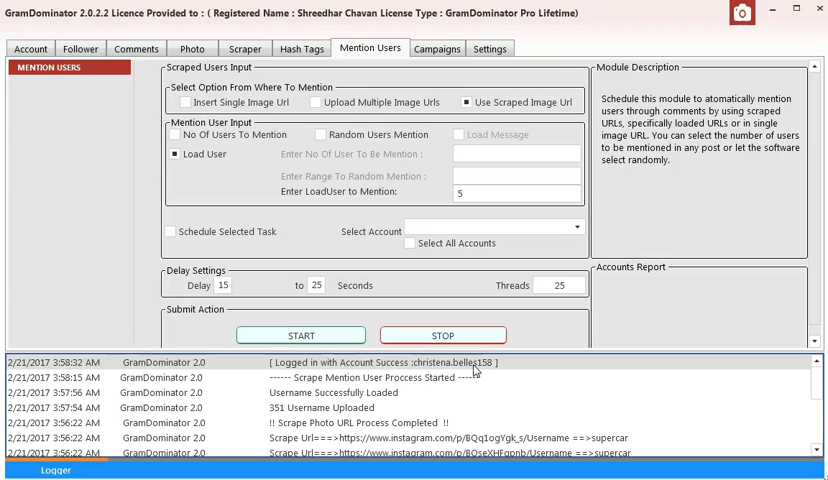 GramDominator 2.0.2.2 Licence Provided to : ( Registered Name : Shreedhar Chavan License Type : GramDominator Pro Lifetime)
Account Follower Comments Photo Scraper Hash Tags Mention Users Campaigns Settings
MENTION USERS
Scraped Users Input
Select Option From Where To Mention
Insert Single Image Url Upload Multiple Image Urls Use Scraped Image Url
Mention User Input
No Of Users To Mention Random Users Mention Load Message
Load User Enter No Of User To Be Mention :
Enter Range To Random Mention :
Enter LoadUser to Mention: 5
Schedule Selected Task Select Account
Select All Accounts
Delay Settings
Delay 15 to 25 Seconds Threads 25
Submit Action
START STOP
Module Description
Schedule this module to atomatically mention
users through comments by using scraped
URLs, specifically loaded URLs or in single
image URL. You can select the number of users
to be mentioned in any post or let the software
select randomly.
Accounts Report
2/21/2017 3:58:32 AM GramDominator 2.0 [ Logged in with Account Success :christena.belles158 ]
2/21/2017 3:58:15 AM GramDominator 2.0 ------ Scrape Mention User Proccess Started ------
2/21/2017 3:57:56 AM GramDominator 2.0 Username Successfully Loaded
2/21/2017 3:57:54 AM GramDominator 2.0 351 Username Uploaded
2/21/2017 3:56:22 AM GramDominator 2.0 !! Scrape Photo URL Process Completed !!
2/21/2017 3:56:22 AM GramDominator 2.0 Scrape Url===>https://www.instagram.com/p/BQq1ogYgk_s/Username ==>supercar
2/21/2017 3:56:22 AM GramDominator 2.0 Scrape Url===>https://www.instagram.com/p/BQseXHFgpnb/Username ==>supercar
Logger